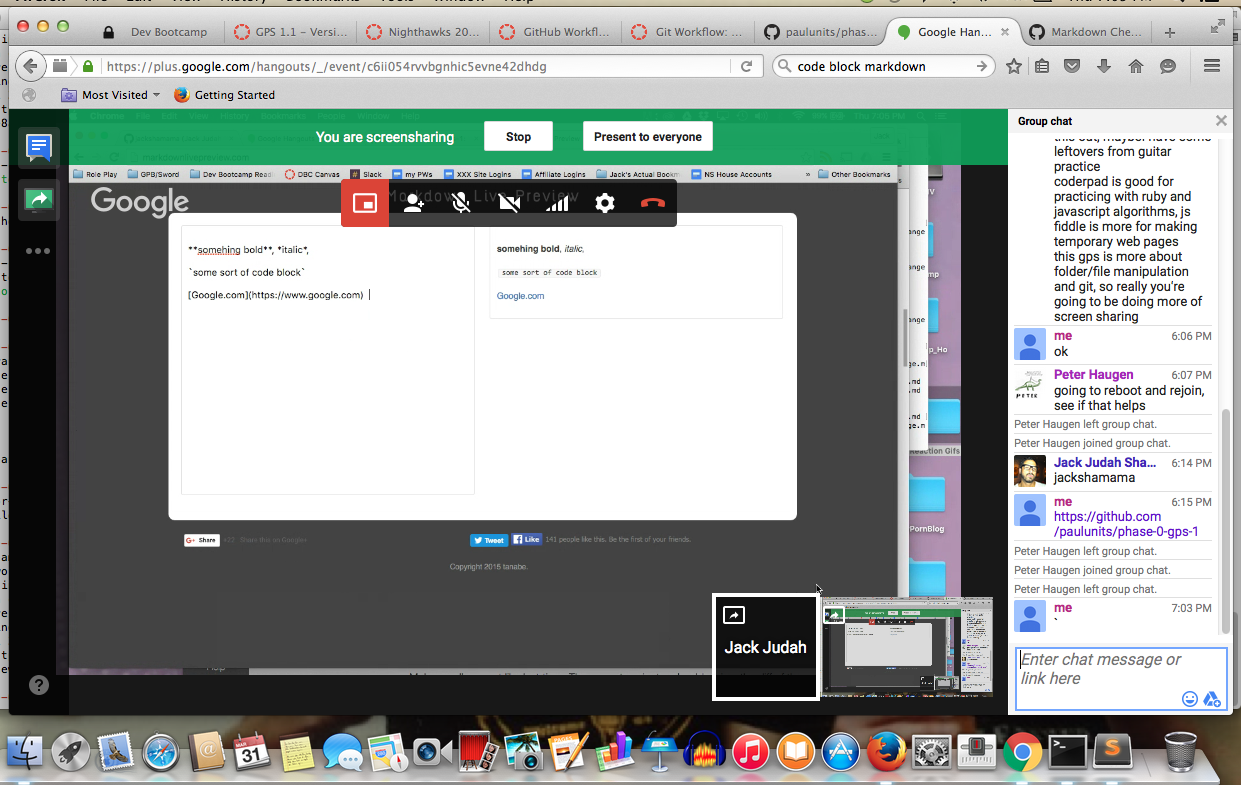 Dev Bootcamp
GPS 1.1 – Versi...
Nighthawks 20...
GitHub Workfl...
Git Workflow: ...
paulunits/phas...
Google Han...
Markdown Che...
https://plus.google.com/hangouts/_/event/c6ii054rvvbgnhic5evne42dhdg
code block markdown
Most Visited
Getting Started
You are screensharing
Stop
Present to everyone
Role Play
GPB/Sword
Dev Bootcamp Read
DBC Canvas
Slack
my PWs
XXX Site Logins
Affiliate Logins
Jack's Actual Bookm
NS House Accounts
»
Other Bookmarks
Google
Markdown Live Preview
**somehing bold**, *italic*,
`some sort of code block`
[Google.com](https://www.google.com)
somehing bold, italic,
some sort of code block
Google.com
Share
Tweet
Like
141 people like this. Be the first of your friends.
Copyright 2015 tanabe.
PornBlog
Jack Judah
Group chat
leftovers from guitar
practice
coderpad is good for
practicing with ruby and
javascript algorithms, js
fiddle is more for making
temporary web pages
this gps is more about
folder/file manipulation
and git, so really you're
going to be doing more of
screen sharing
me 6:06 PM
ok
Peter Haugen 6:07 PM
going to reboot and rejoin,
see if that helps
Peter Haugen left group chat.
Peter Haugen joined group chat.
Jack Judah Sha... 6:14 PM
jackshamama
me 6:15 PM
https://github.com
/paulunits/phase-0-gps-1
Peter Haugen left group chat.
Peter Haugen joined group chat.
Peter Haugen left group chat.
me 7:03 PM
`
Enter chat message or
link here
?
31